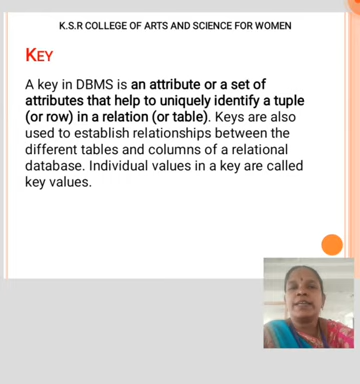 K.S.R COLLEGE OF ARTS AND SCIENCE FOR WOMEN
KEY
A key in DBMS is an attribute or a set of
attributes that help to uniquely identify a tuple
(or row) in a relation (or table). Keys are also
used to establish relationships between the
different tables and columns of a relational
database. Individual values in a key are called
key values.